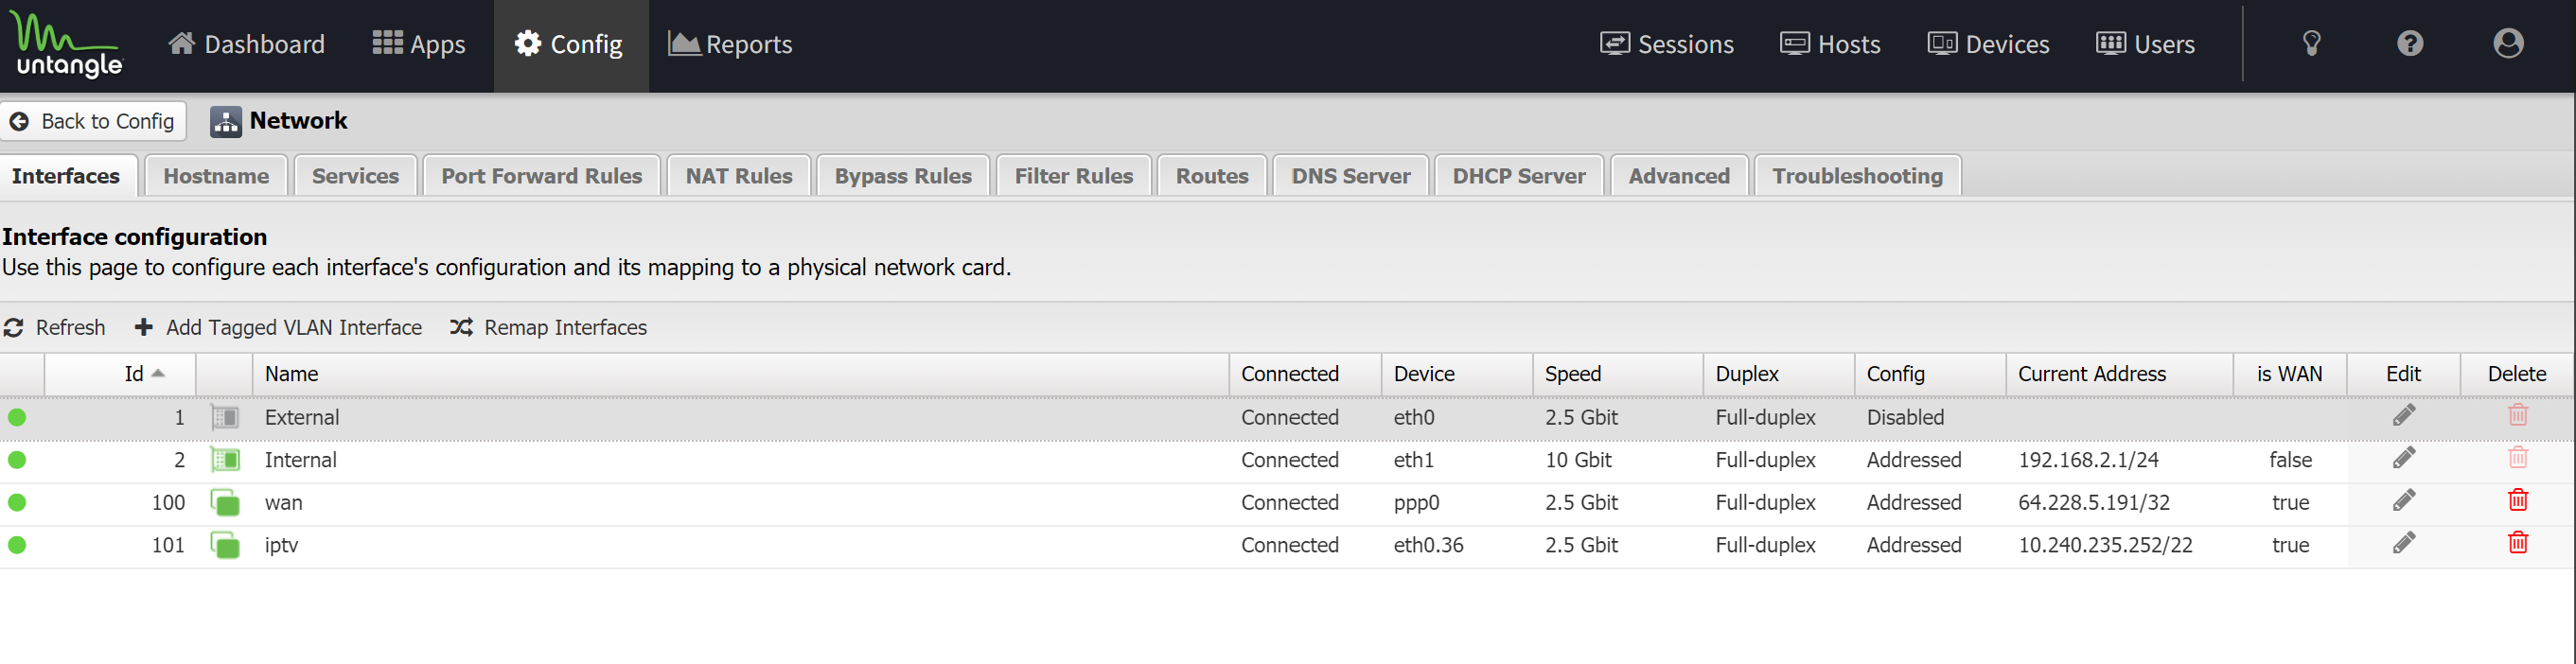 untangle Dashboard Apps Config Reports Sessions Hosts Devices Users
Back to Config Network
Interfaces Hostname Services Port Forward Rules NAT Rules Bypass Rules Filter Rules Routes DNS Server DHCP Server Advanced Troubleshooting
Interface configuration
Use this page to configure each interface's configuration and its mapping to a physical network card.
Refresh Add Tagged VLAN Interface Remap Interfaces
Id Name Connected Device Speed Duplex Config Current Address is WAN Edit Delete
1 External Connected eth0 2.5 Gbit Full-duplex Disabled
2 Internal Connected eth1 10 Gbit Full-duplex Addressed 192.168.2.1/24 false
100 wan Connected ppp0 2.5 Gbit Full-duplex Addressed 64.228.5.191/32 true
101 iptv Connected eth0.36 2.5 Gbit Full-duplex Addressed 10.240.235.252/22 true